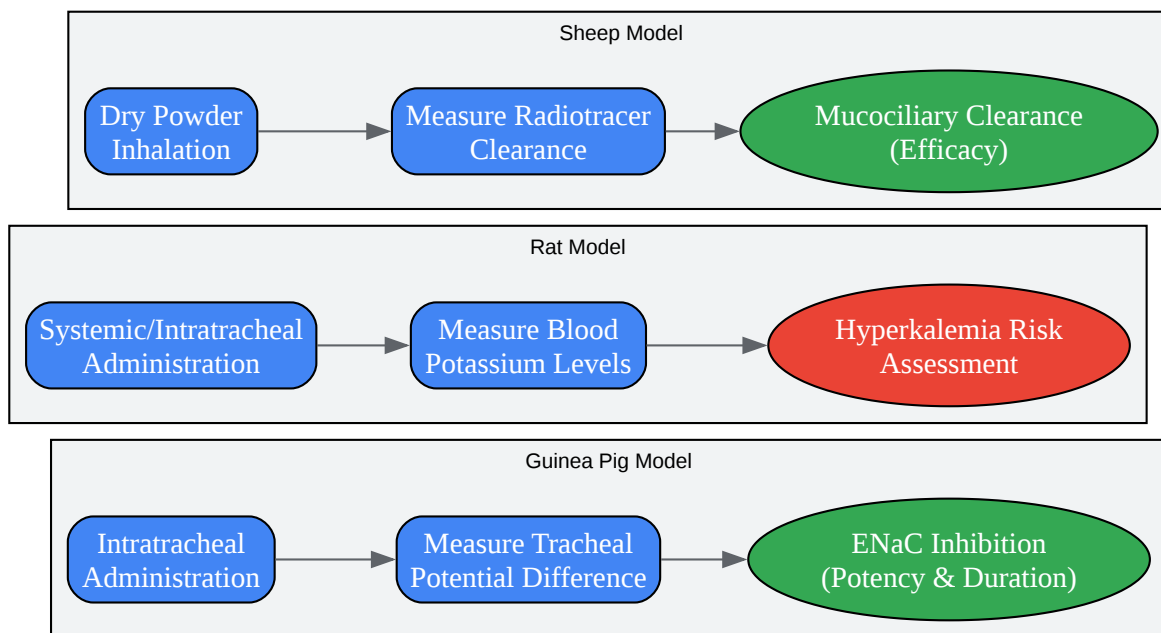 Sheep Model
Dry Powder
Inhalation
Measure Radiotracer
Clearance
Mucociliary Clearance
(Efficacy)
Rat Model
Systemic/Intratracheal
Administration
Measure Blood
Potassium Levels
Hyperkalemia Risk
Assessment
Guinea Pig Model
Intratracheal
Administration
Measure Tracheal
Potential Difference
ENaC Inhibition
(Potency & Duration)